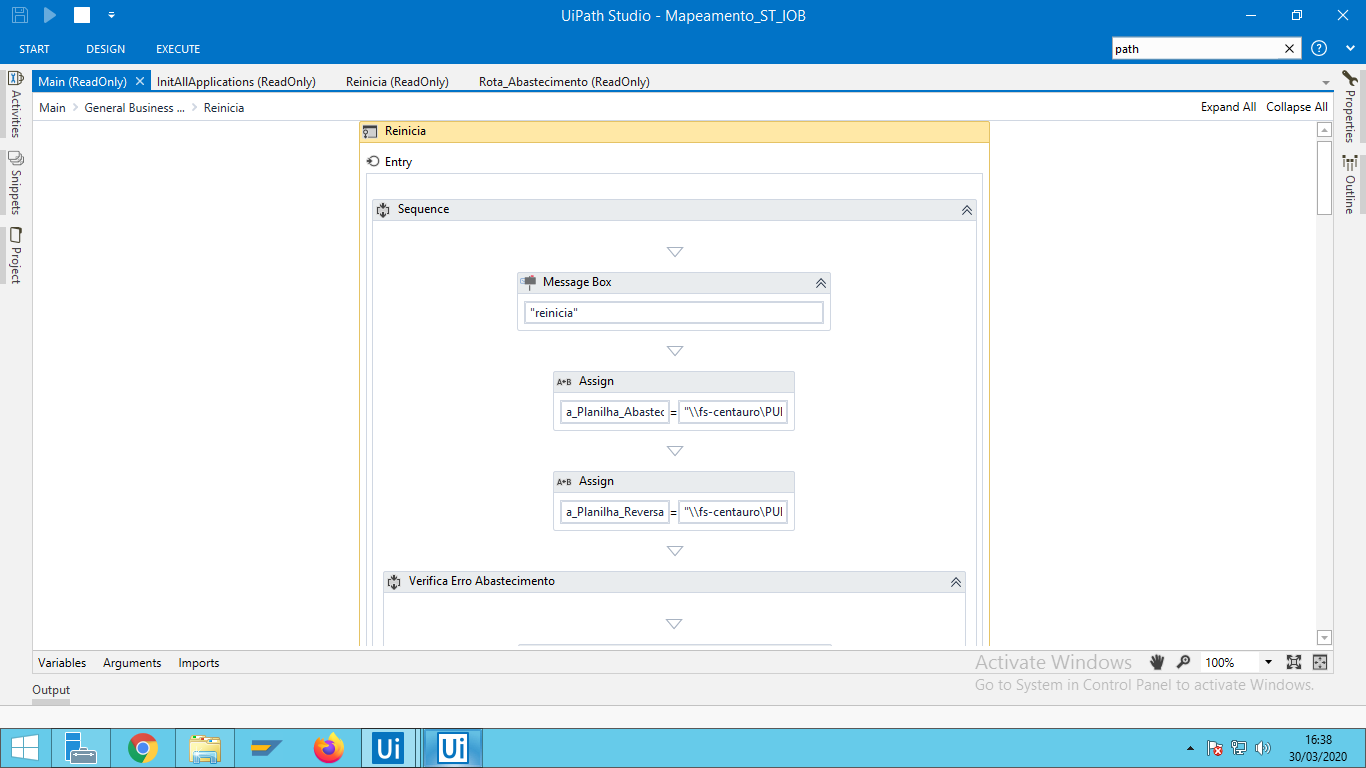 UiPath Studio - Mapeamento_ST_IOB
START DESIGN EXECUTE path
Main (ReadOnly) InitAllApplications (ReadOnly) Reinicia (ReadOnly) Rota_Abastecimento (ReadOnly)
Main General Business ... Reinicia Expand All Collapse All
Activities
Snippets
Project
Properties
Outline
Reinicia
Entry
Sequence
Message Box
"reinicia"
A+B Assign
a_Planilha_Abastec = "\\fs-centauro\PUI
A+B Assign
a_Planilha_Reversa = "\\fs-centauro\PUI
Verifica Erro Abastecimento
Variables Arguments Imports 100%
Activate Windows
Go to System in Control Panel to activate Windows.
Output
Ui Ui
16:38
30/03/2020